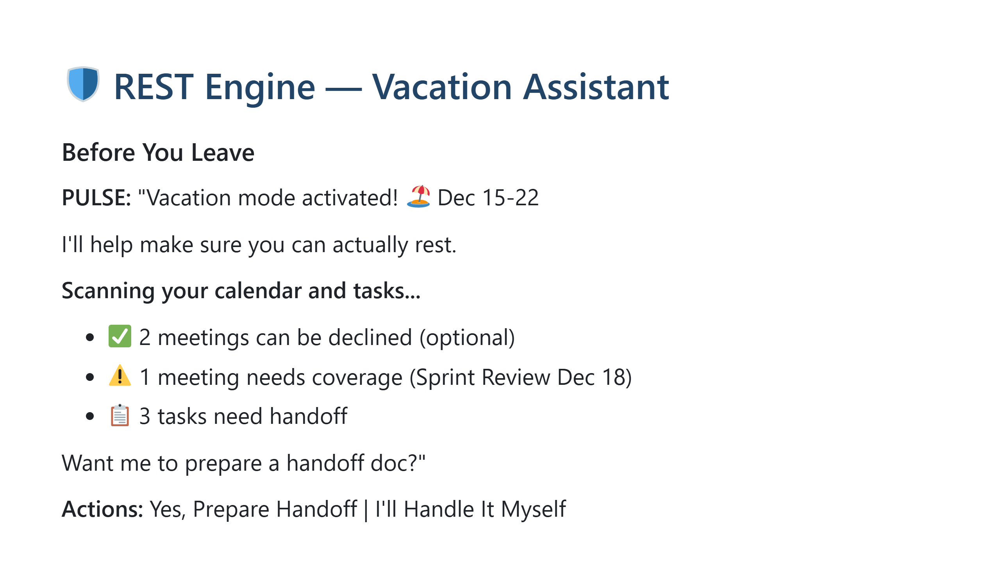 🛡️ REST Engine — Vacation Assistant
Before You Leave
PULSE: "Vacation mode activated! 🏖️ Dec 15-22
I'll help make sure you can actually rest.
Scanning your calendar and tasks...
• ✅ 2 meetings can be declined (optional)
• ⚠️ 1 meeting needs coverage (Sprint Review Dec 18)
• 📋 3 tasks need handoff
Want me to prepare a handoff doc?"
Actions: Yes, Prepare Handoff | I'll Handle It Myself